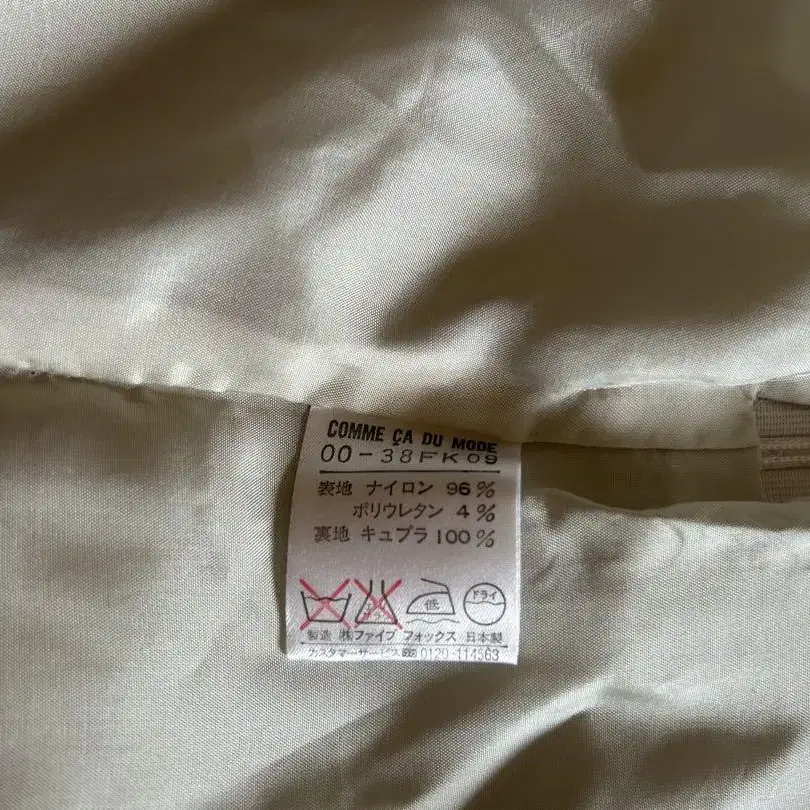 COMME ÇA DU MODE
00-38FK09
表地 ナイロン 96%
ポリウレタン 4%
裏地 キュプラ 100%
低 ドライ
製造 ㈱ファイブ フォックス 日本製
カスタマーサービス 0120-114563